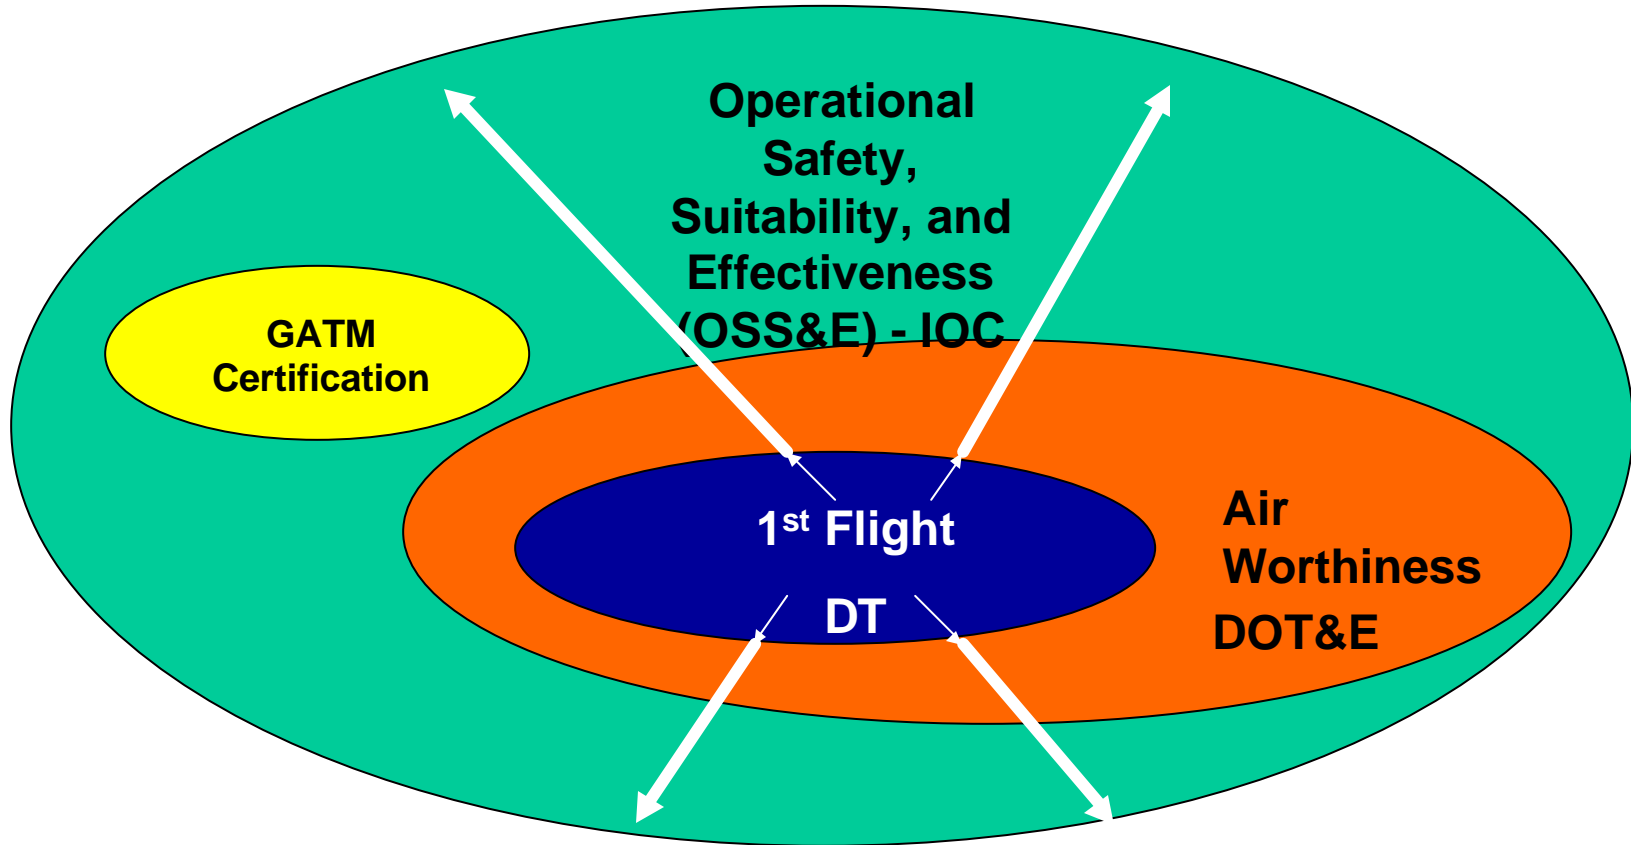 Operational
Safety,
Suitability, and
Effectiveness
(OSS&E) - IOC
GATM
Certification
1st Flight
DT
Air
Worthiness
DOT&E